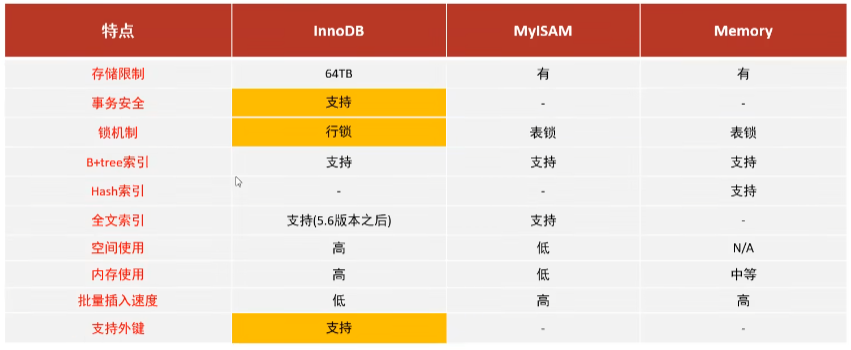 特点 InnoDB MyISAM Memory
存储限制 64TB 有 有
事务安全 支持 - -
锁机制 行锁 表锁 表锁
B+tree索引 支持 支持 支持
Hash索引 - - 支持
全文索引 支持(5.6版本之后) 支持 -
空间使用 高 低 N/A
内存使用 高 低 中等
批量插入速度 低 高 高
支持外键 支持 - -